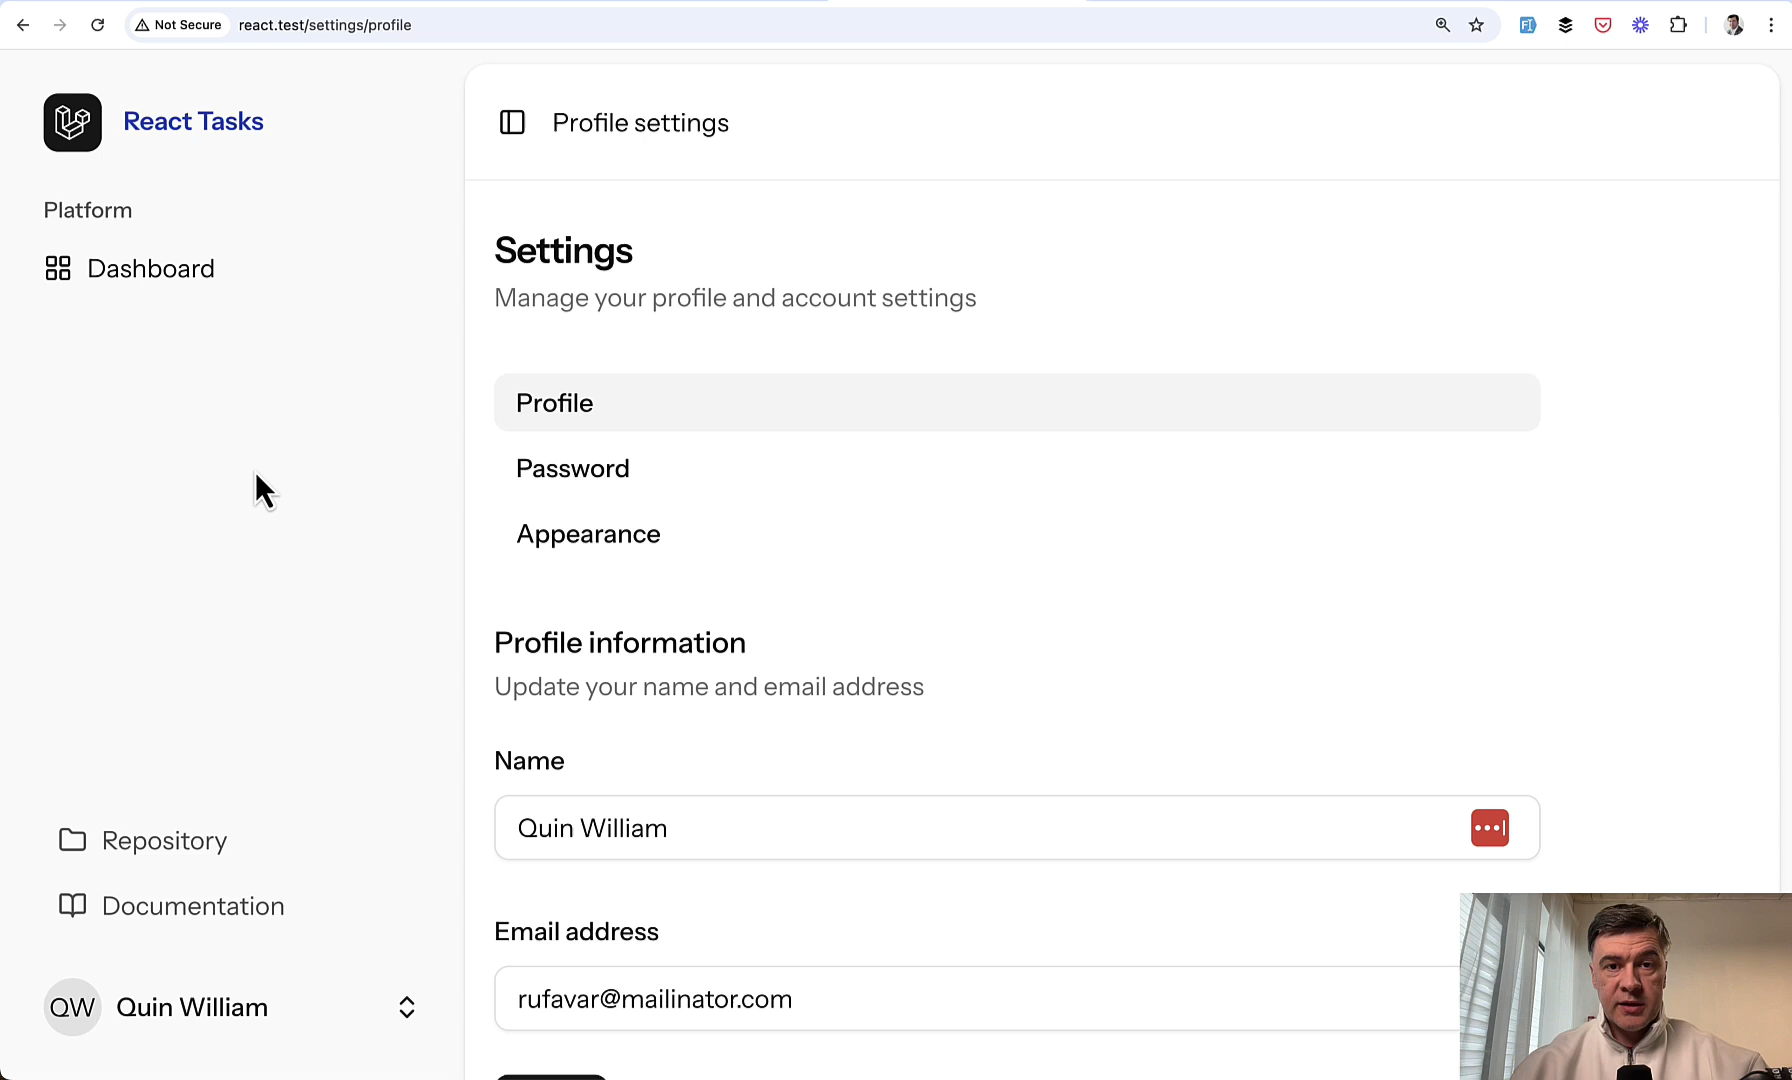 Not Secure
react.test/settings/profile
React Tasks
Platform
Dashboard
Repository
Documentation
QW
Quin William
Profile settings
Settings
Manage your profile and account settings
Profile
Password
Appearance
Profile information
Update your name and email address
Name
Quin William
Email address
rufavar@mailinator.com